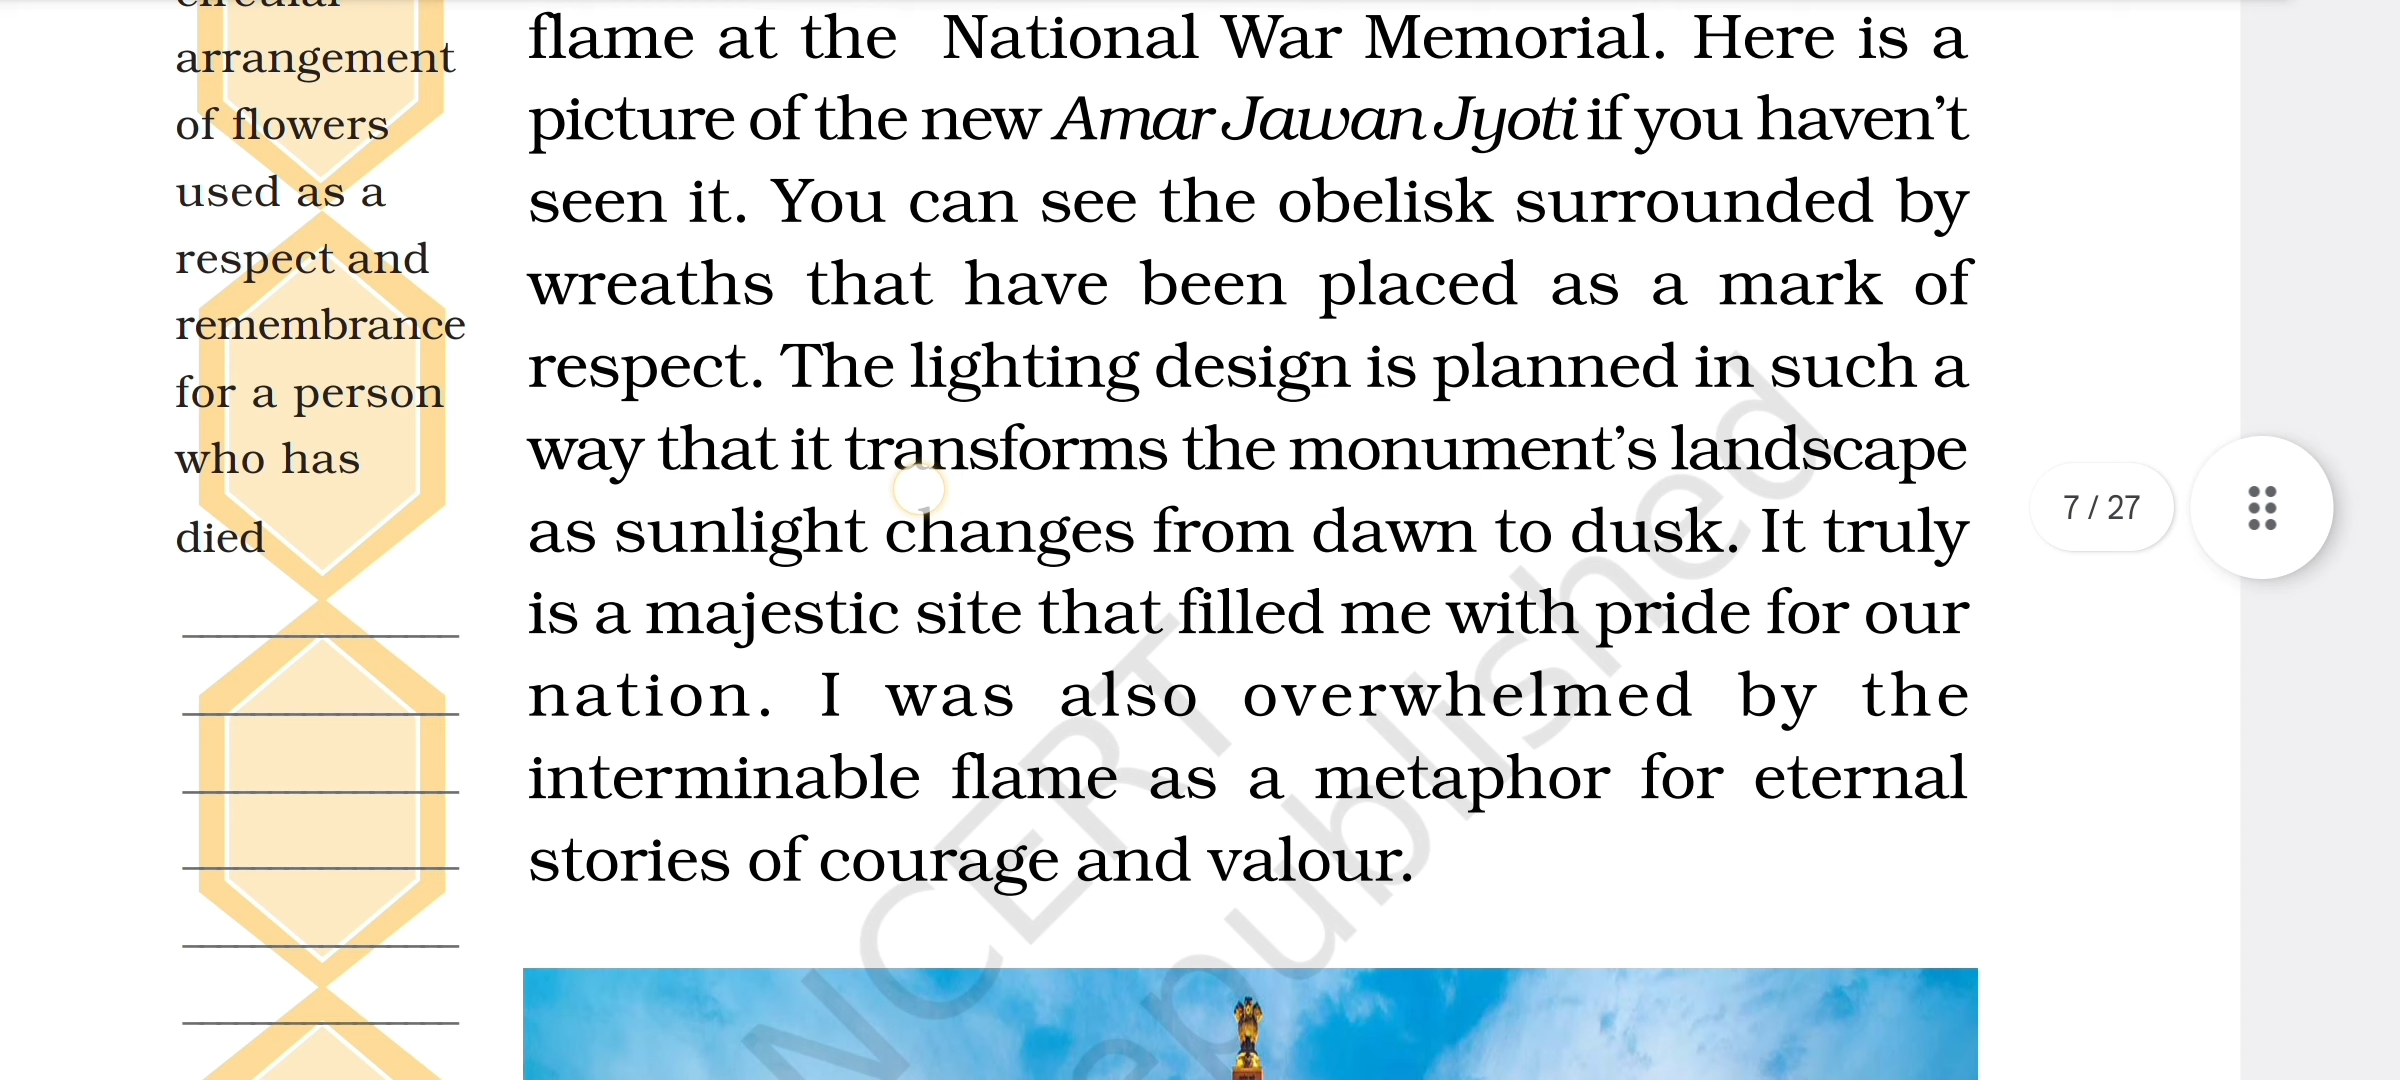 arrangement
of flowers
used as a
respect and
remembrance
for a person
who has
died
flame at the National War Memorial. Here is a
picture of the new Amar Jawan Jyoti if you haven’t
seen it. You can see the obelisk surrounded by
wreaths that have been placed as a mark of
respect. The lighting design is planned in such a
way that it transforms the monument’s landscape
as sunlight changes from dawn to dusk. It truly
is a majestic site that filled me with pride for our
nation. I was also overwhelmed by the
interminable flame as a metaphor for eternal
stories of courage and valour.
NCERT
epublished
7 / 27